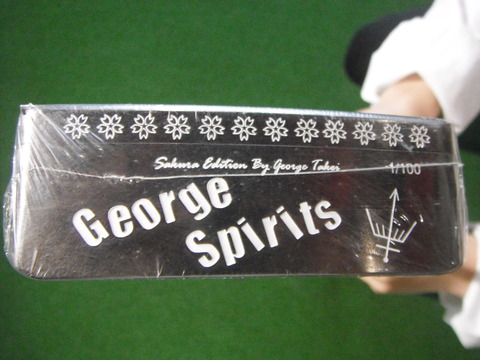 Sakura Edition By George Takei
1/100
George
Spirits